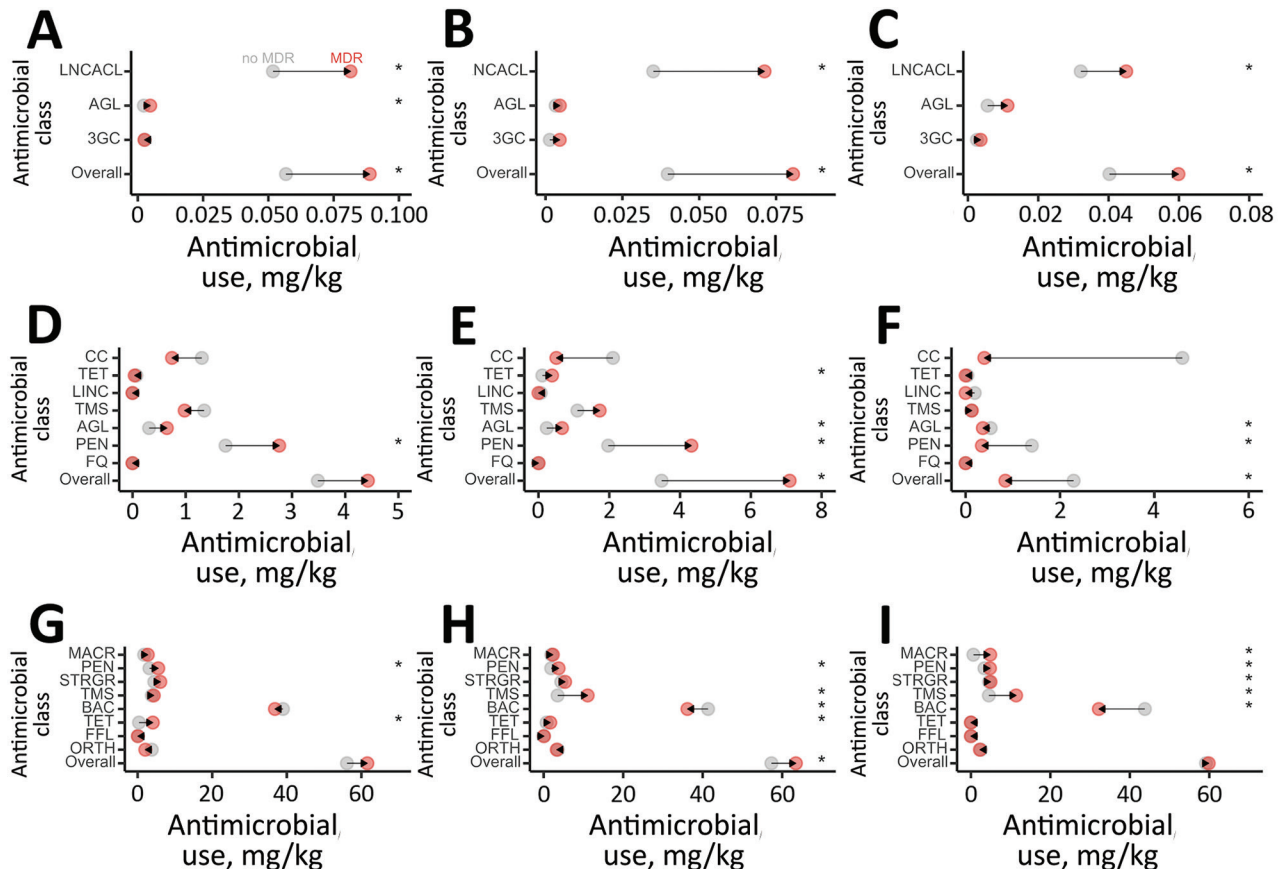 A
Antimicrobial
class
no MDR
MDR
LNCACL
*
AGL
*
3GC
Overall
*
0
0.025
0.050
0.075
0.100
Antimicrobial
use, mg/kg
B
Antimicrobial
class
NCACL
*
AGL
3GC
Overall
*
0
0.025
0.050
0.075
Antimicrobial
use, mg/kg
C
Antimicrobial
class
LNCACL
*
AGL
3GC
Overall
*
0
0.02
0.04
0.06
0.08
Antimicrobial
use, mg/kg
D
Antimicrobial
class
CC
TET
LINC
TMS
AGL
PEN
*
FQ
Overall
0
1
2
3
4
5
Antimicrobial
use, mg/kg
E
Antimicrobial
class
CC
TET
*
LINC
TMS
AGL
*
PEN
*
FQ
Overall
*
0
2
4
6
8
Antimicrobial
use, mg/kg
F
Antimicrobial
class
CC
TET
LINC
TMS
AGL
*
PEN
*
FQ
Overall
*
0
2
4
6
Antimicrobial
use, mg/kg
G
Antimicrobial
class
MACR
PEN
*
STRGR
TMS
BAC
TET
*
FFL
ORTH
Overall
0
20
40
60
Antimicrobial
use, mg/kg
H
Antimicrobial
class
MACR
PEN
*
STRGR
TMS
*
BAC
*
TET
*
FFL
ORTH
Overall
*
0
20
40
60
Antimicrobial
use, mg/kg
I
Antimicrobial
class
MACR
*
PEN
*
STRGR
*
TMS
*
BAC
*
TET
FFL
ORTH
Overall
0
20
40
60
Antimicrobial
use, mg/kg